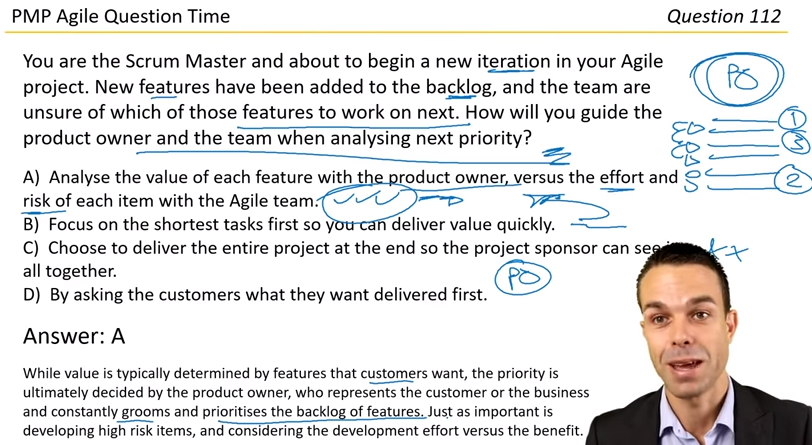 PMP Agile Question Time
Question 112
You are the Scrum Master and about to begin a new iteration in your Agile
project. New features have been added to the backlog, and the team are
unsure of which of those features to work on next. How will you guide the
product owner and the team when analysing next priority?
PO
1
3
2
A) Analyse the value of each feature with the product owner, versus the effort and
risk of each item with the Agile team.
B) Focus on the shortest tasks first so you can deliver value quickly.
C) Choose to deliver the entire project at the end so the project sponsor can see
all together.
D) By asking the customers what they want delivered first.
PO
Answer: A
While value is typically determined by features that customers want, the priority is
ultimately decided by the product owner, who represents the customer or the business
and constantly grooms and prioritises the backlog of features. Just as important is
developing high risk items, and considering the development effort versus the benefit.